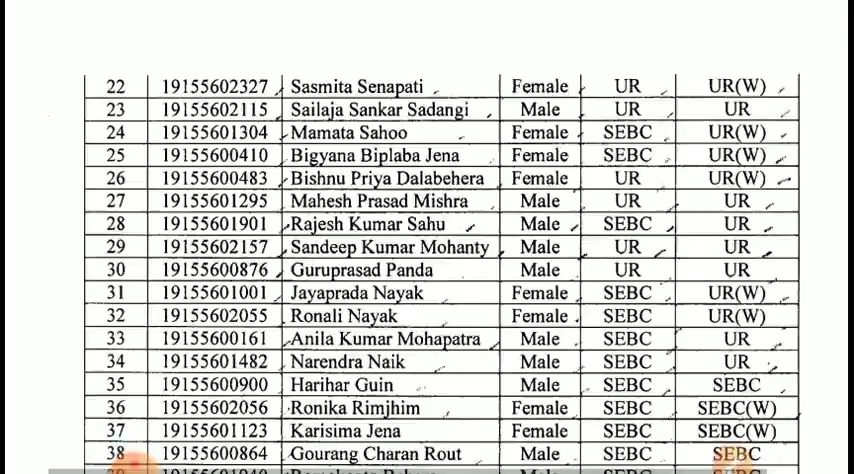 22 19155602327 Sasmita Senapati Female UR UR(W)
23 19155602115 Sailaja Sankar Sadangi Male UR UR
24 19155601304 Mamata Sahoo Female SEBC UR(W)
25 19155600410 Bigyana Biplaba Jena Female SEBC UR(W)
26 19155600483 Bishnu Priya Dalabehera Female UR UR(W)
27 19155601295 Mahesh Prasad Mishra Male UR UR
28 19155601901 Rajesh Kumar Sahu Male SEBC UR
29 19155602157 Sandeep Kumar Mohanty Male UR UR
30 19155600876 Guruprasad Panda Male UR UR
31 19155601001 Jayaprada Nayak Female SEBC UR(W)
32 19155602055 Ronali Nayak Female SEBC UR(W)
33 19155600161 Anila Kumar Mohapatra Male SEBC UR
34 19155601482 Narendra Naik Male SEBC UR
35 19155600900 Harihar Guin Male SEBC SEBC
36 19155602056 Ronika Rimjhim Female SEBC SEBC(W)
37 19155601123 Karisima Jena Female SEBC SEBC(W)
38 19155600864 Gourang Charan Rout Male SEBC SEBC